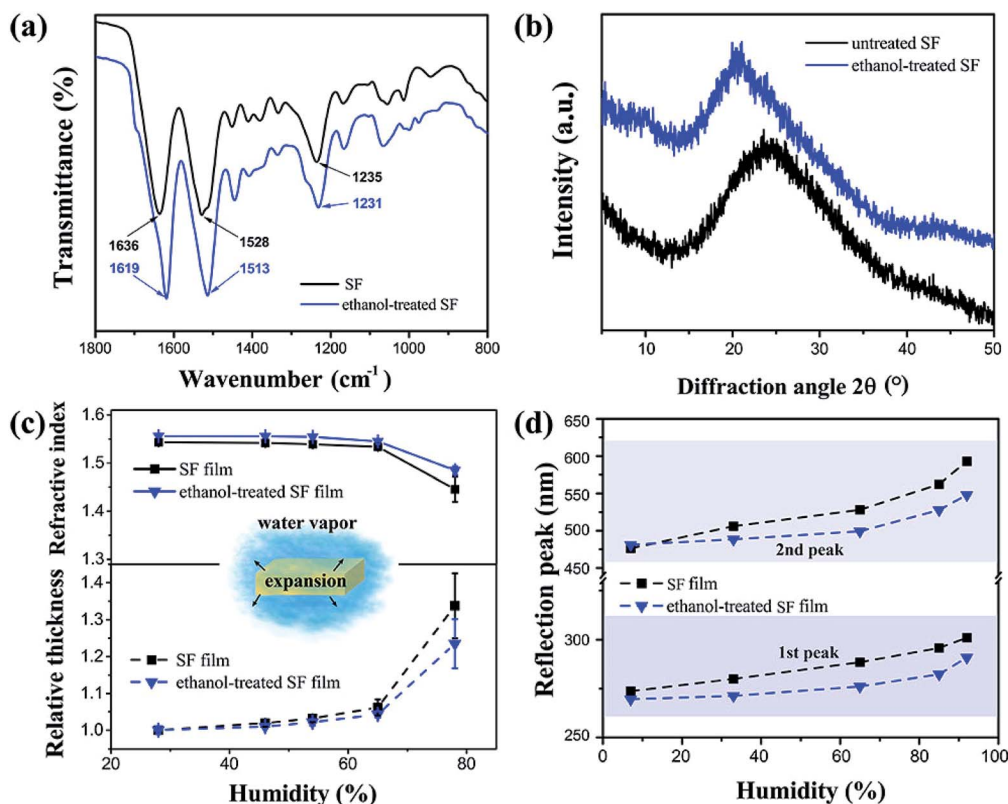 (a)
Transmittance (%)
1636
1619
1528
1513
1235
1231
SF
ethanol-treated SF
1800 1600 1400 1200 1000 800
Wavenumber (cm-1)
(b)
Intensity (a.u.)
untreated SF
ethanol-treated SF
10 20 30 40 50
Diffraction angle 2θ (°)
(c)
Refractive index
1.6
1.5
1.4
1.3
SF film
ethanol-treated SF film
water vapor
expansion
Relative thickness
1.4
1.3
1.2
1.1
1.0
SF film
ethanol-treated SF film
20 40 60 80
Humidity (%)
(d)
Reflection peak (nm)
650
600
550
500
450
300
250
2nd peak
SF film
ethanol-treated SF film
1st peak
0 20 40 60 80 100
Humidity (%)